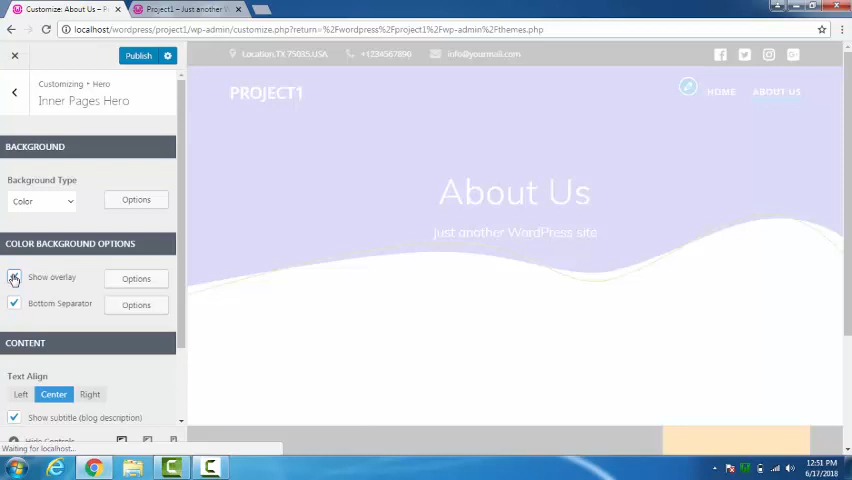 Customize: About Us – P
Project1 – Just another W
localhost/wordpress/project1/wp-admin/customize.php?return=%2Fwordpress%2Fproject1%2Fwp-admin%2Fthemes.php
Publish
Location,TX 75035,USA
+1234567890
info@yourmail.com
Customizing ‣ Hero
Inner Pages Hero
PROJECT1
HOME
ABOUT US
BACKGROUND
Background Type
Color
Options
About Us
Just another WordPress site
COLOR BACKGROUND OPTIONS
Show overlay
Options
Bottom Separator
Options
CONTENT
Text Align
Left
Center
Right
Show subtitle (blog description)
Hide Controls
Waiting for localhost...
12:51 PM
6/17/2018